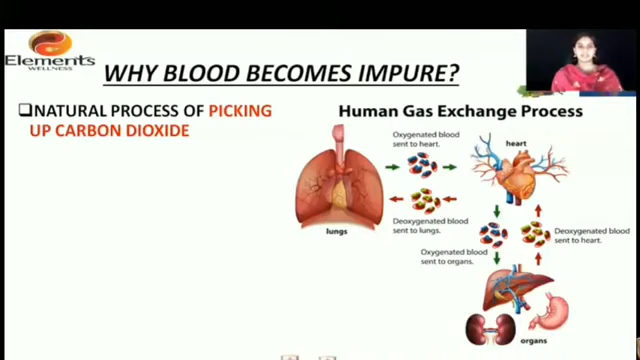 Elements
WELLNESS
WHY BLOOD BECOMES IMPURE?
❑NATURAL PROCESS OF PICKING
UP CARBON DIOXIDE
Human Gas Exchange Process
Oxygenated blood
sent to heart.
heart
Deoxygenated blood
sent to lungs.
lungs
Deoxygenated blood
sent to heart.
Oxygenated blood
sent to organs.
organs